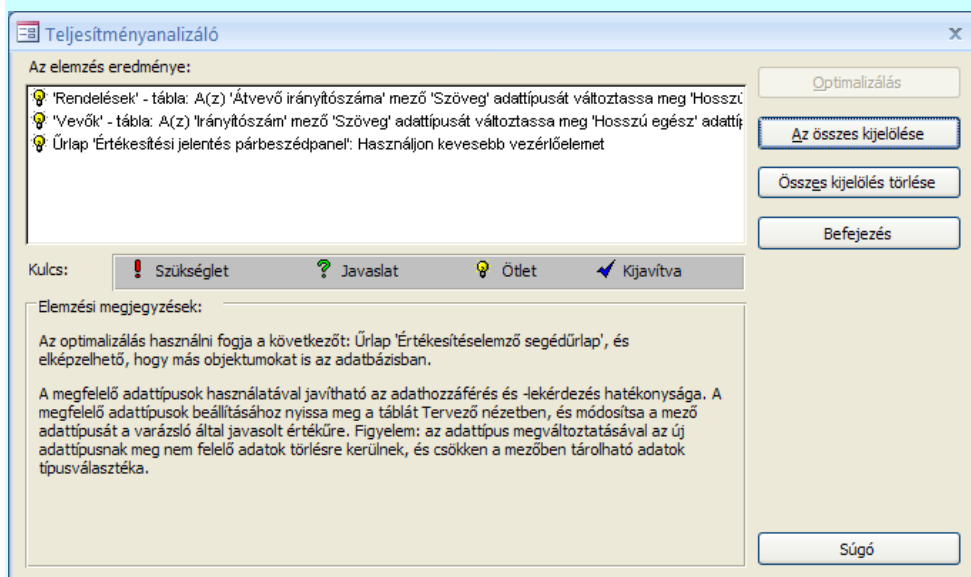 Teljesítményanalizáló
Az elemzés eredménye:
'Rendelések' - tábla: A(z) 'Átvevő irányítószáma' mező 'Szöveg' adattípusát változtassa meg 'Hosszú
'Vevők' - tábla: A(z) 'Irányítószám' mező 'Szöveg' adattípusát változtassa meg 'Hosszú egész' adattíp
Űrlap 'Értékesítési jelentés párbeszédpanel': Használjon kevesebb vezérlőelemet
Optimalizálás
Az összes kijelölése
Összes kijelölés törlése
Befejezés
Kulcs: Szükséglet Javaslat Ötlet Kijavítva
Elemzési megjegyzések:
Az optimalizálás használni fogja a következőt: Űrlap 'Értékesítéselemző segédűrlap', és
elképzelhető, hogy más objektumokat is az adatbázisban.
A megfelelő adattípusok használatával javítható az adathozzáférés és -lekérdezés hatékonysága. A
megfelelő adattípusok beállításához nyissa meg a táblát Tervező nézetben, és módosítsa a mező
adattípusát a varázsló által javasolt értékűre. Figyelem: az adattípus megváltoztatásával az új
adattípusnak meg nem felelő adatok törlésre kerülnek, és csökken a mezőben tárolható adatok
típusválasztéka.
Súgó